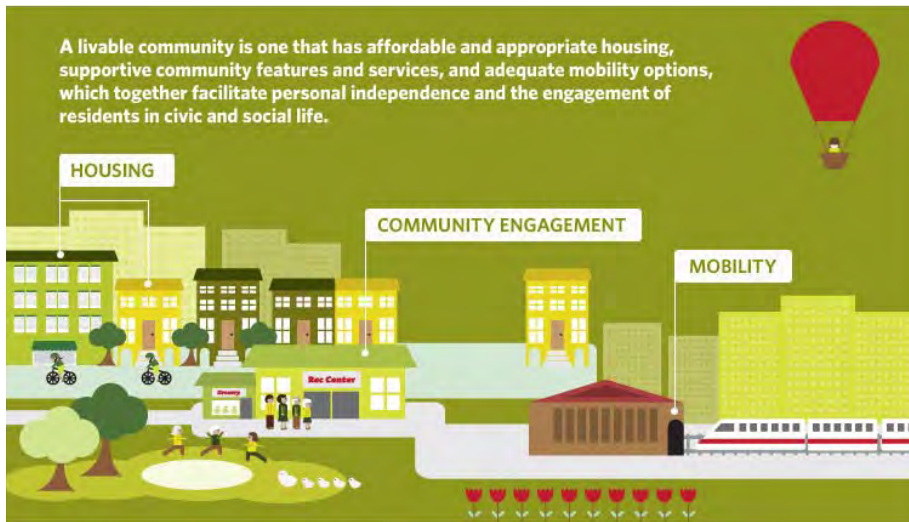 A livable community is one that has affordable and appropriate housing,
supportive community features and services, and adequate mobility options,
which together facilitate personal independence and the engagement of
residents in civic and social life.
HOUSING
COMMUNITY ENGAGEMENT
MOBILITY
Rec Center
Grocery